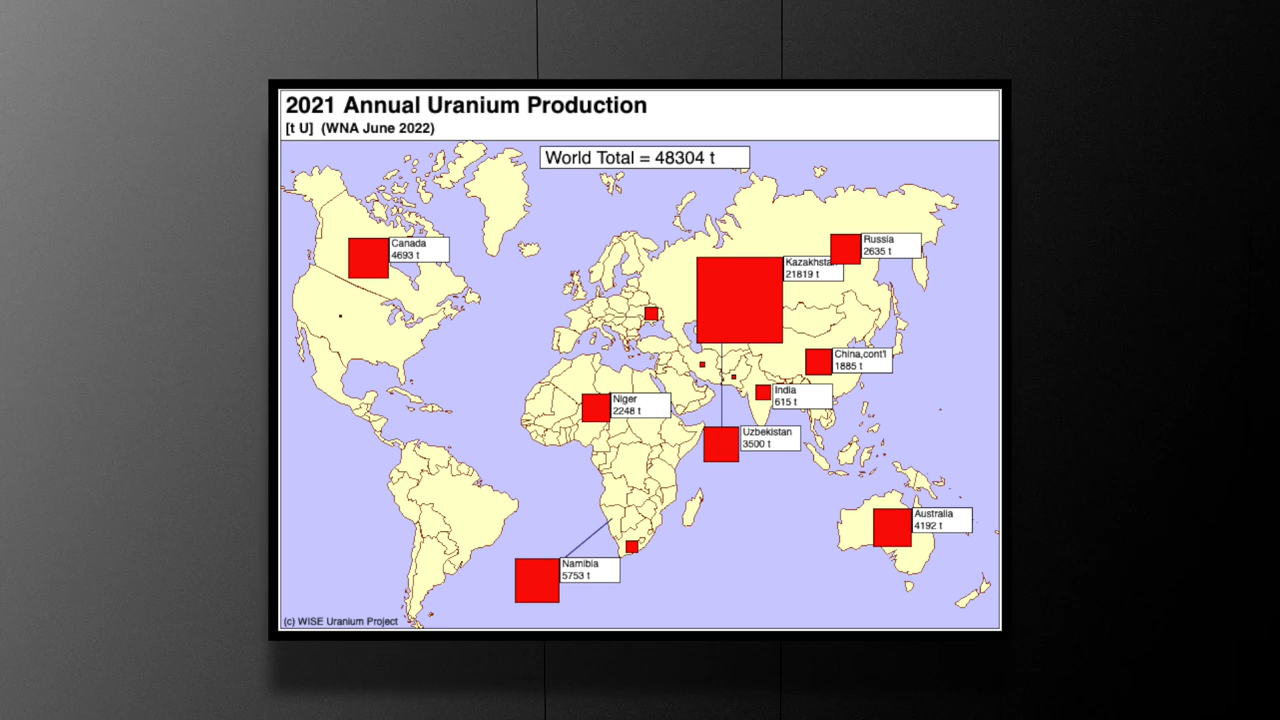 2021 Annual Uranium Production
[t U] (WNA June 2022)
World Total = 48304 t
Canada
4693 t
Russia
2635 t
Kazakhsta
21819 t
China,cont'l
1885 t
India
615 t
Niger
2248 t
Uzbekistan
3500 t
Australia
4192 t
Namibia
5753 t
(c) WISE Uranium Project